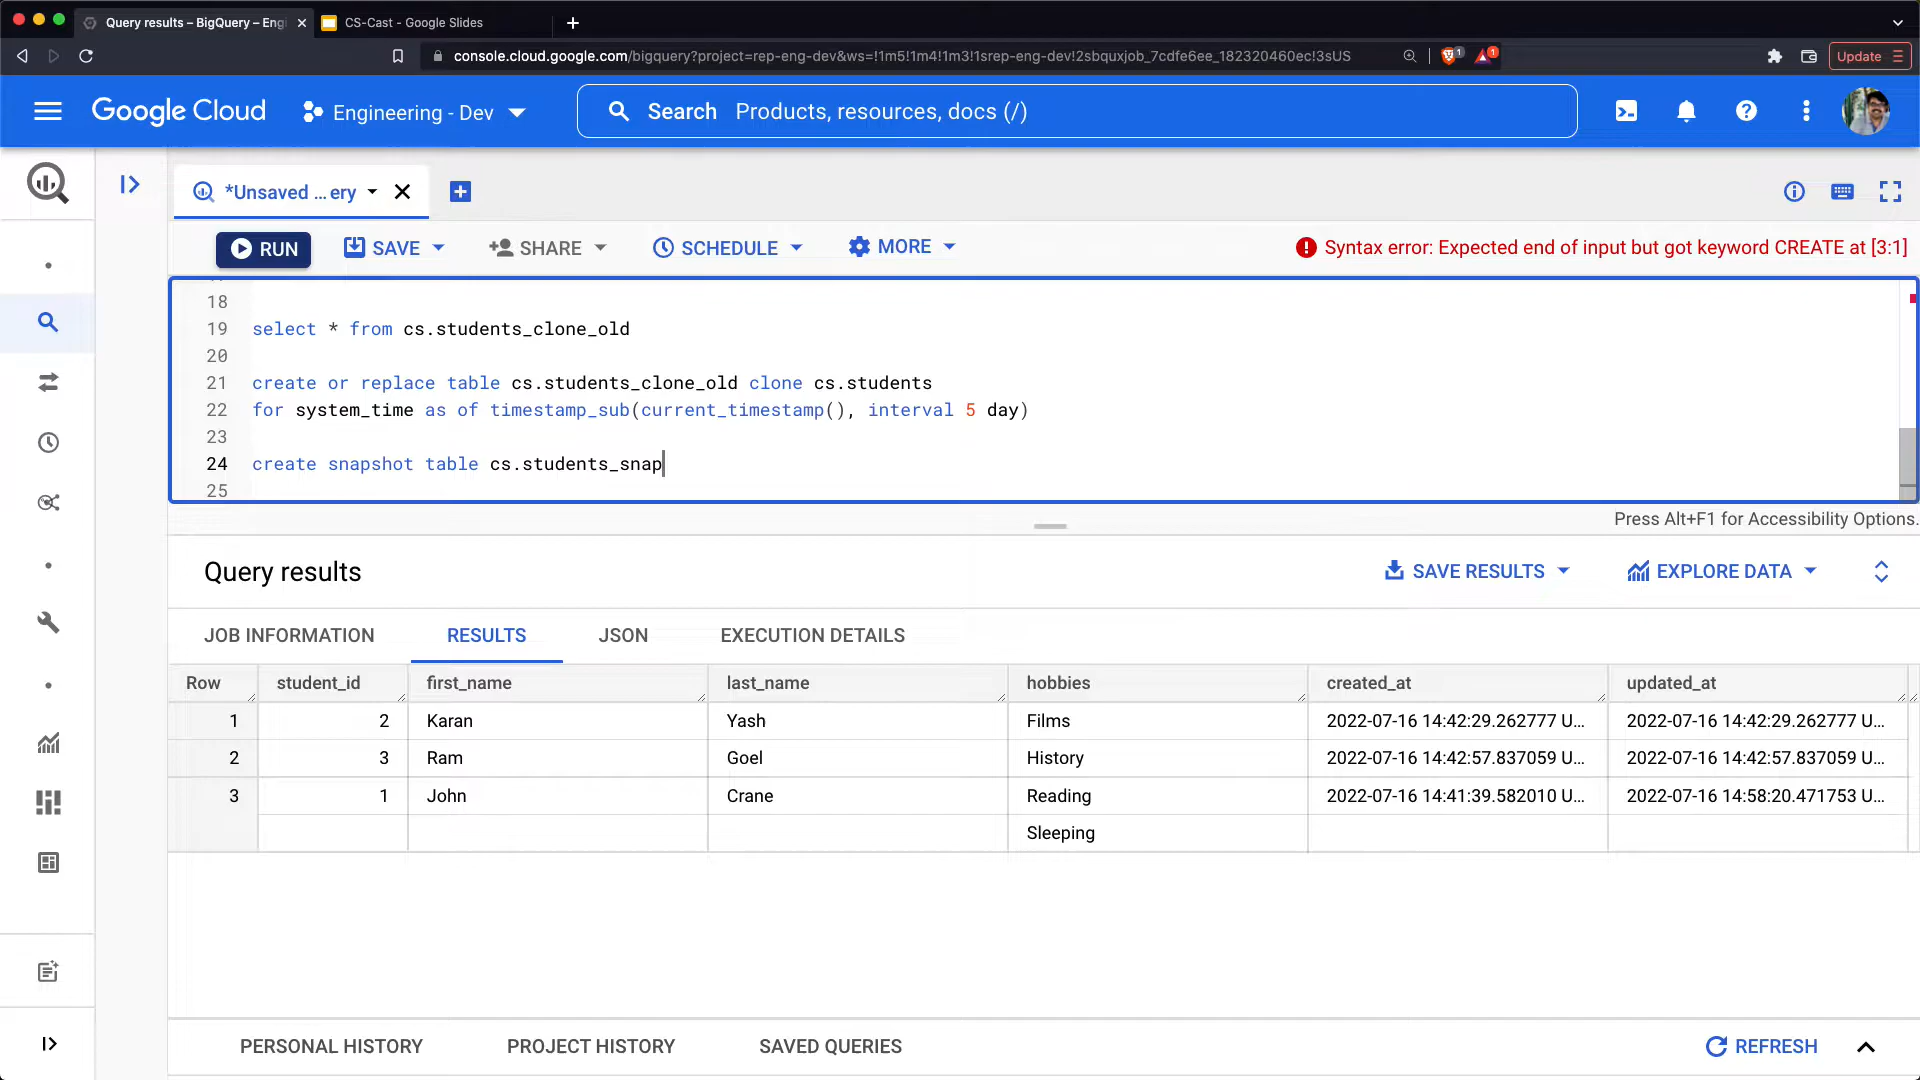 Query results – BigQuery – Engi
CS-Cast - Google Slides
console.cloud.google.com/bigquery?project=rep-eng-dev&ws=!1m5!1m4!1m3!1srep-eng-dev!2sbquxjob_7cdfe6ee_182320460ec!3sUS
1
1
Update
Google Cloud
Engineering - Dev
Search Products, resources, docs (/)
*Unsaved ... ery
RUN
SAVE
SHARE
SCHEDULE
MORE
Syntax error: Expected end of input but got keyword CREATE at [3:1]
18
19 select * from cs.students_clone_old
20
21 create or replace table cs.students_clone_old clone cs.students
22 for system_time as of timestamp_sub(current_timestamp(), interval 5 day)
23
24 create snapshot table cs.students_snap
25
Press Alt+F1 for Accessibility Options.
Query results
SAVE RESULTS
EXPLORE DATA
JOB INFORMATION RESULTS JSON EXECUTION DETAILS
Row student_id first_name last_name hobbies created_at updated_at
1 2 Karan Yash Films 2022-07-16 14:42:29.262777 U... 2022-07-16 14:42:29.262777 U...
2 3 Ram Goel History 2022-07-16 14:42:57.837059 U... 2022-07-16 14:42:57.837059 U...
3 1 John Crane Reading 2022-07-16 14:41:39.582010 U... 2022-07-16 14:58:20.471753 U...
Sleeping
PERSONAL HISTORY PROJECT HISTORY SAVED QUERIES REFRESH